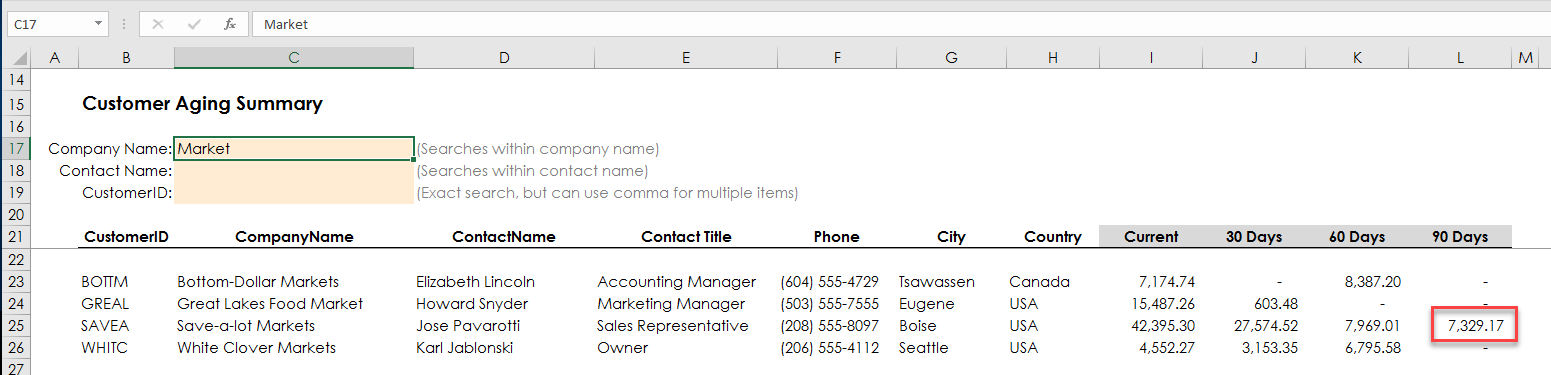 C17 fx Market
A B C D E F G H I J K L M
14
15 Customer Aging Summary
16
17 Company Name: Market (Searches within company name)
18 Contact Name: (Searches within contact name)
19 CustomerID: (Exact search, but can use comma for multiple items)
20
21 CustomerID CompanyName ContactName Contact Title Phone City Country Current 30 Days 60 Days 90 Days
22
23 BOTTM Bottom-Dollar Markets Elizabeth Lincoln Accounting Manager (604) 555-4729 Tsawassen Canada 7,174.74 - 8,387.20 -
24 GREAL Great Lakes Food Market Howard Snyder Marketing Manager (503) 555-7555 Eugene USA 15,487.26 603.48 - -
25 SAVEA Save-a-lot Markets Jose Pavarotti Sales Representative (208) 555-8097 Boise USA 42,395.30 27,574.52 7,969.01 7,329.17
26 WHITC White Clover Markets Karl Jablonski Owner (206) 555-4112 Seattle USA 4,552.27 3,153.35 6,795.58 -
27